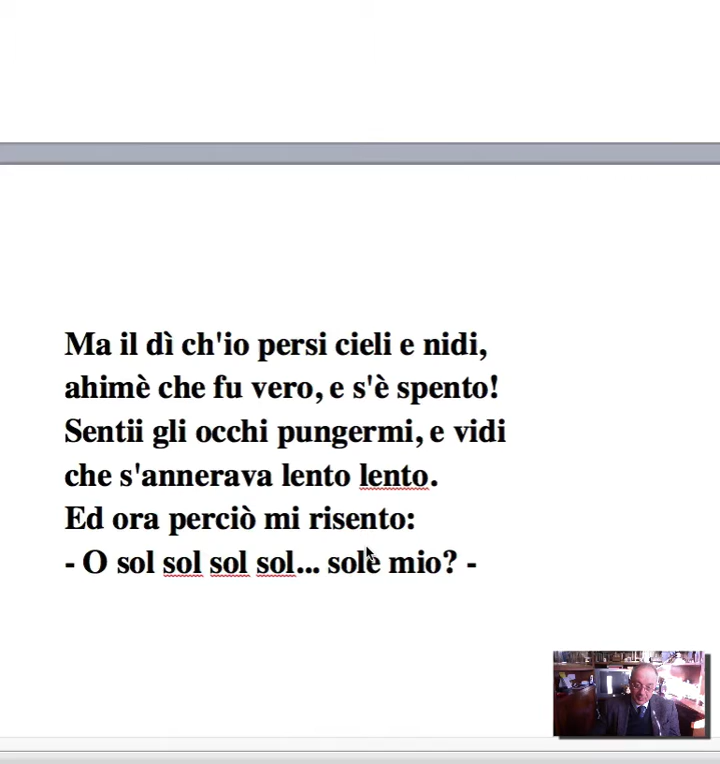 Ma il dì ch'io persi cieli e nidi,
ahimè che fu vero, e s'è spento!
Sentii gli occhi pungermi, e vidi
che s'annerava lento lento.
Ed ora perciò mi risento:
- O sol sol sol sol... sole mio? -